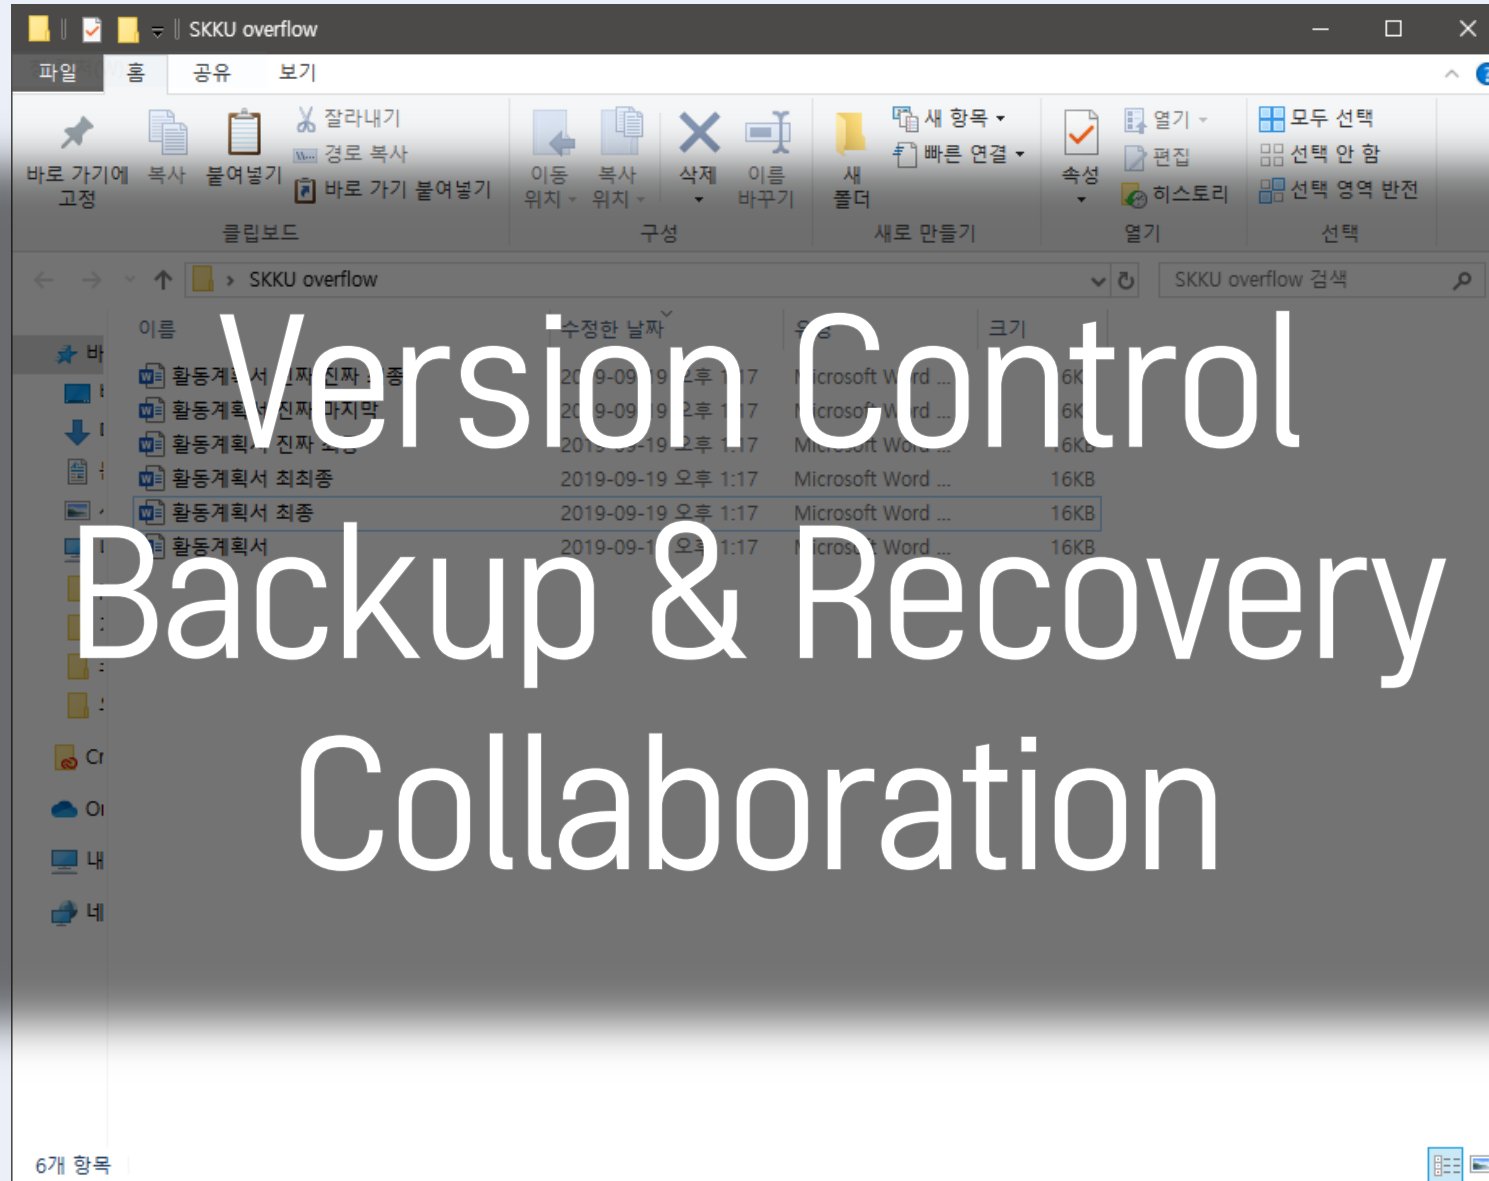 SKKU overflow
파일 홈 공유 보기
바로 가기에 고정
복사
붙여넣기
잘라내기
경로 복사
바로 가기 붙여넣기
클립보드
이동 위치
복사 위치
삭제
이름 바꾸기
구성
새 폴더
새 항목
빠른 연결
새로 만들기
속성
열기
편집
히스토리
열기
모두 선택
선택 안 함
선택 영역 반전
선택
SKKU overflow
SKKU overflow 검색
이름 수정한 날짜 크기
Version Control
Backup & Recovery
Collaboration
활동계획서 최최종 2019-09-19 오후 1:17 Microsoft Word ... 16KB
활동계획서 최종 2019-09-19 오후 1:17 Microsoft Word ... 16KB
활동계획서 오후 1:17 Word ... 16KB
6개 항목